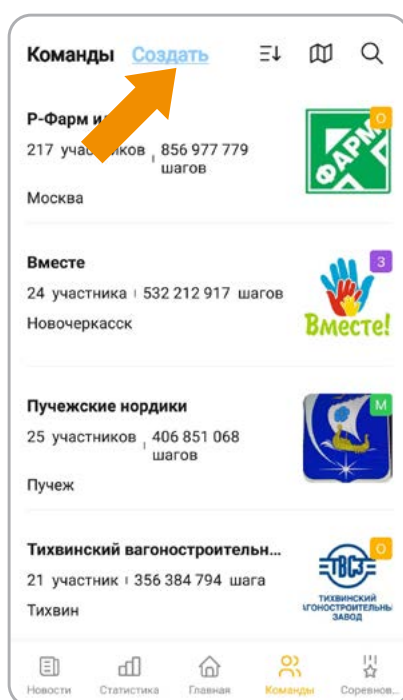 Команды Создать
Р-Фарм
О
ФАРМ
217 участников 856 977 779
шагов
Москва
Вместе
З
24 участника 532 212 917 шагов
Новочеркасск
Вместе!
Пучежские нордики
М
25 участников 406 851 068
шагов
Пучеж
Тихвинский вагоностроительн...
О
ТВСЗ
21 участник 356 384 794 шага
ТИХВИНСКИЙ
Тихвин
ЗАВОД
Новости Статистика Главная Команды Соревнов...